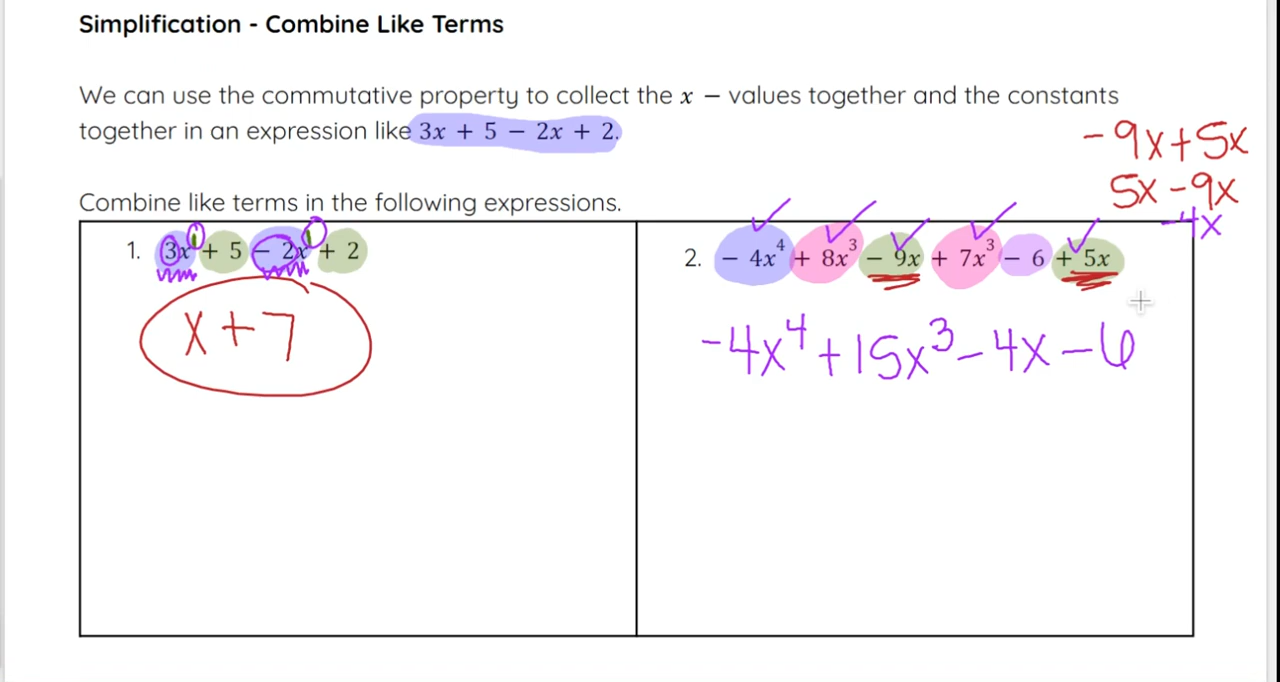 Simplification - Combine Like Terms
We can use the commutative property to collect the x − values together and the constants
together in an expression like 3x + 5 − 2x + 2.
-9x+5x
5x-9x
-4x
Combine like terms in the following expressions.
1. 3x¹ + 5 − 2x¹ + 2
x+7
2. − 4x⁴ + 8x³ − 9x + 7x³ − 6 + 5x
-4x⁴+15x³-4x-6